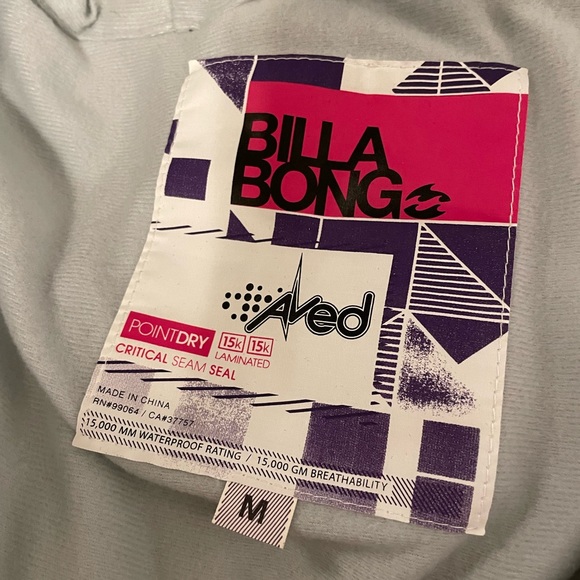 BILLA
BONG
Aved
POINTDRY 15K 15K
LAMINATED
CRITICAL SEAM SEAL
MADE IN CHINA
RN#99064 / CA#37757
15,000 MM WATERPROOF RATING / 15,000 GM BREATHABILITY
M